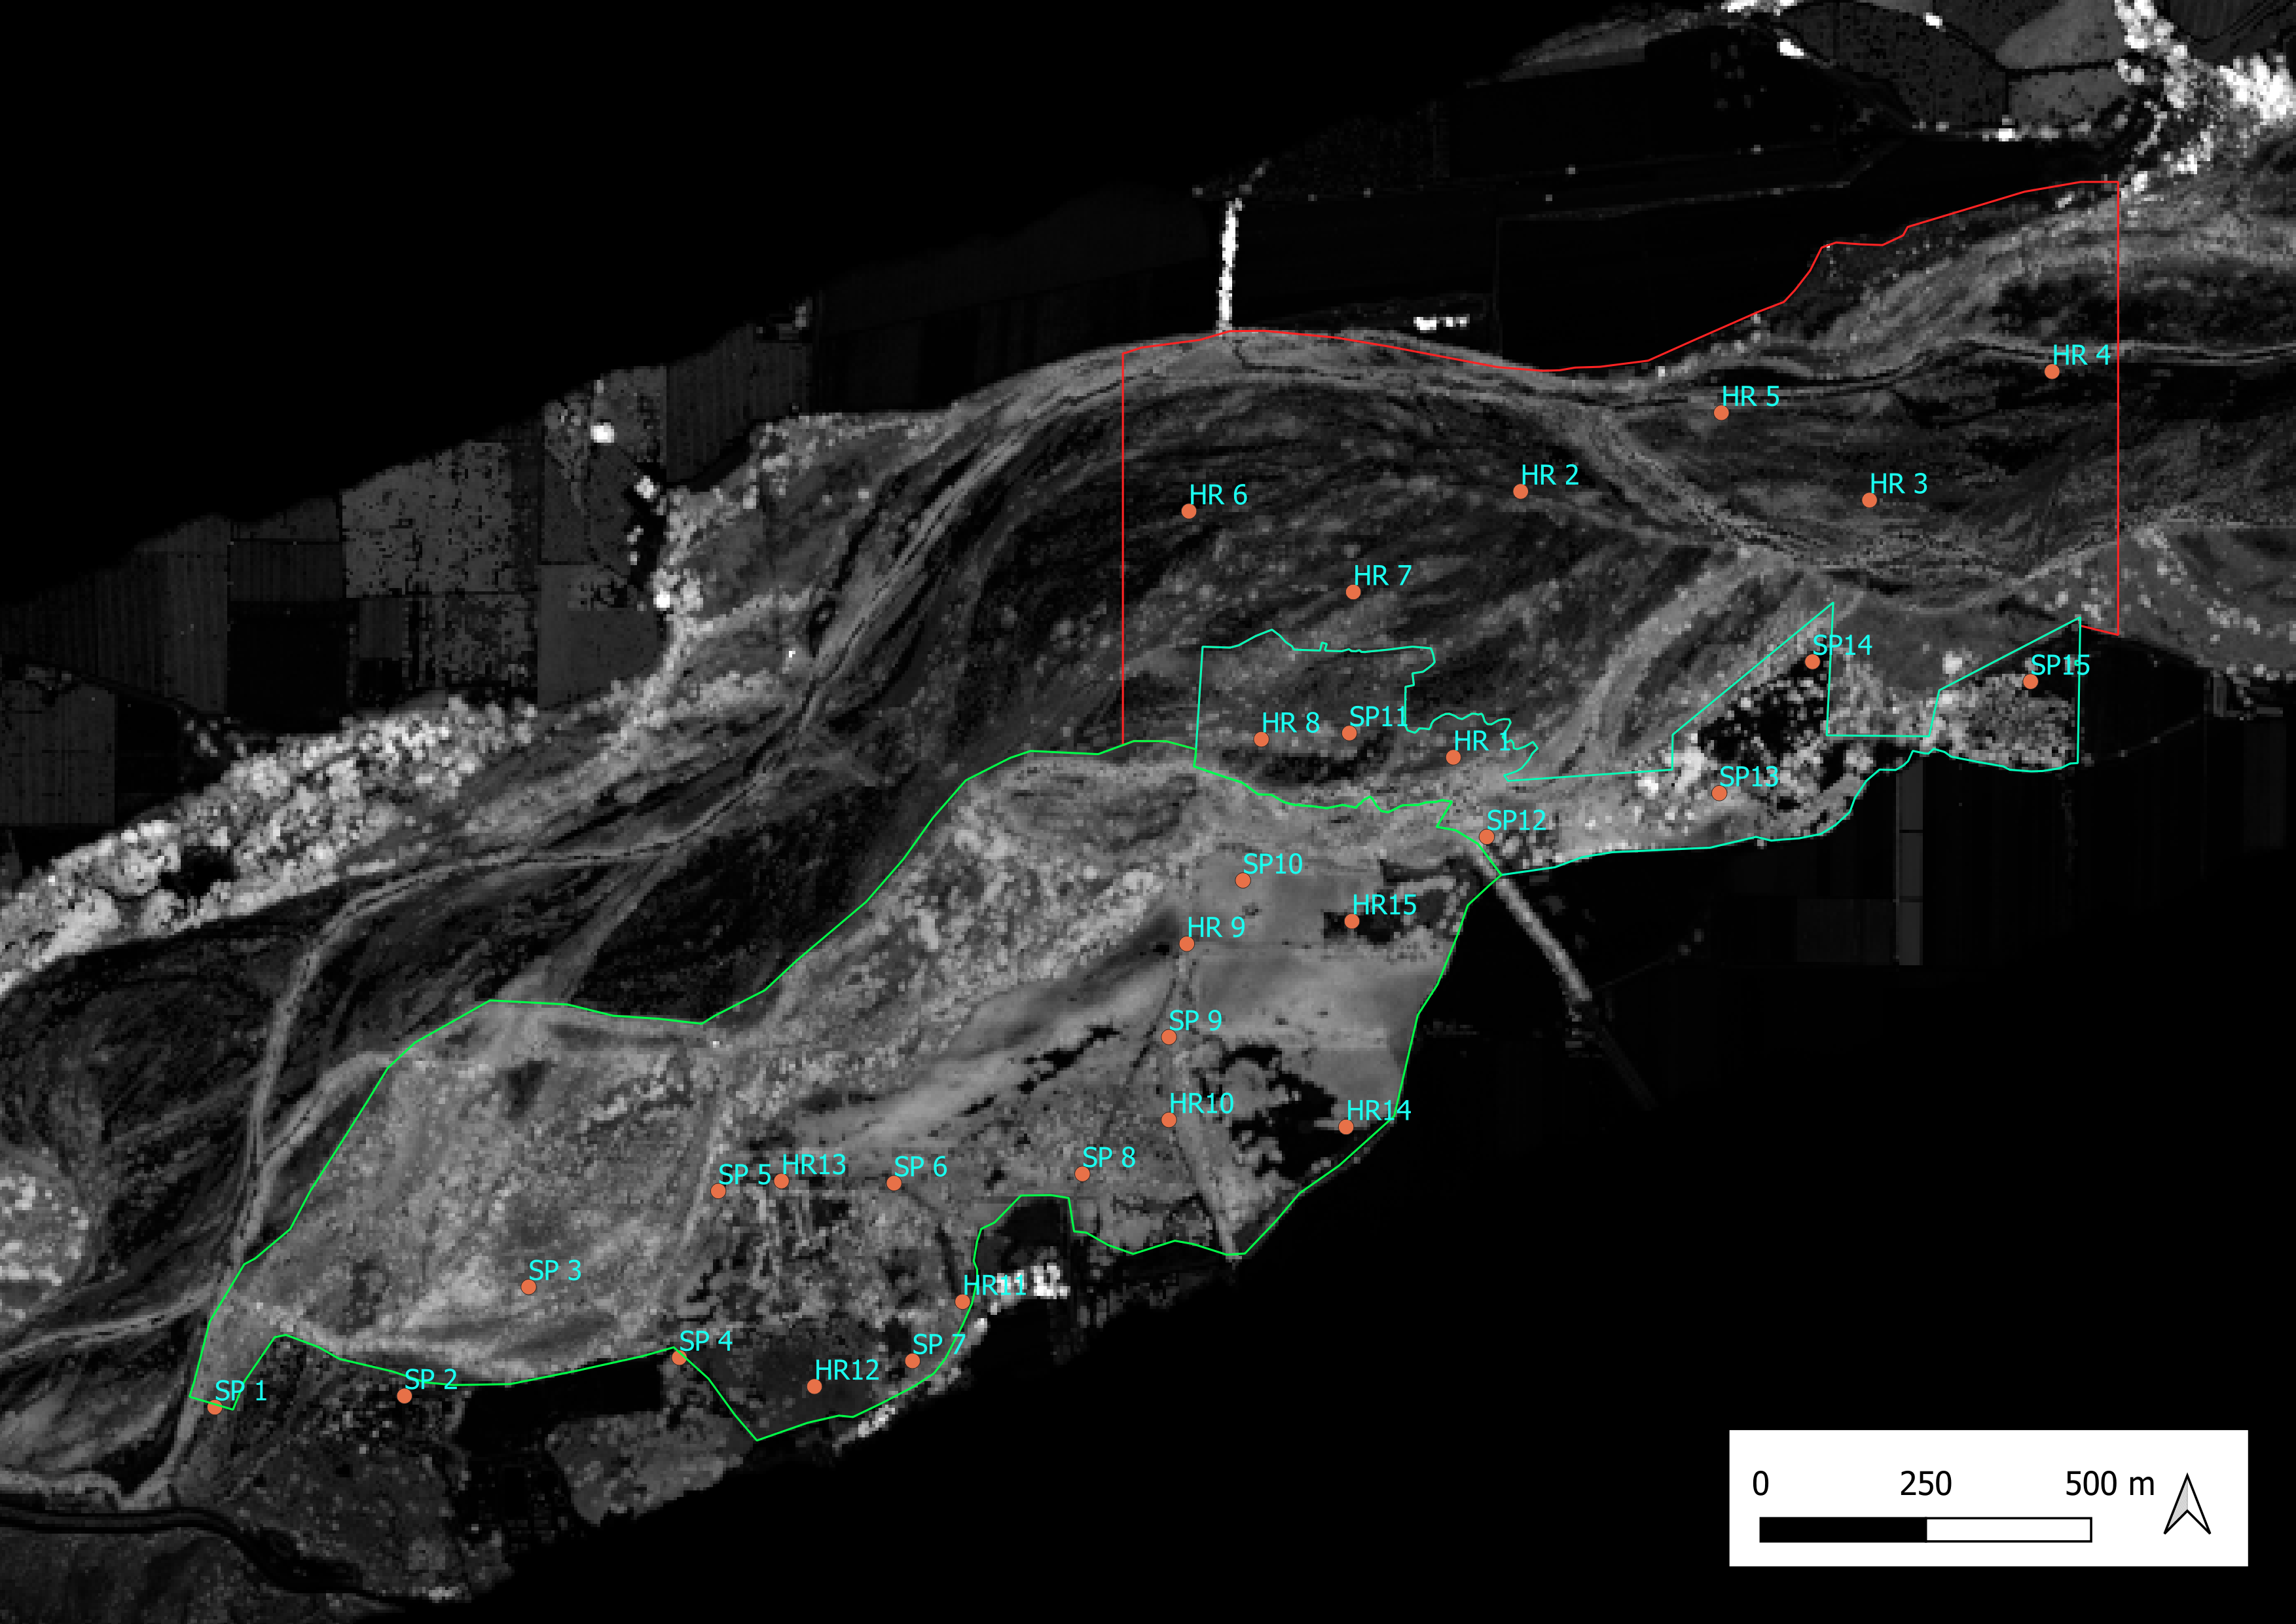 HR 4
HR 5
HR 2
HR 3
HR 6
HR 7
SP14
SP15
SP11
HR 8
HR 1
SP13
SP12
SP10
HR15
HR 9
SP 9
HR10
HR14
SP 8
HR13
SP 6
SP 5
SP 3
HR11
SP 4
SP 7
HR12
SP 2
SP 1
0 250 500 m